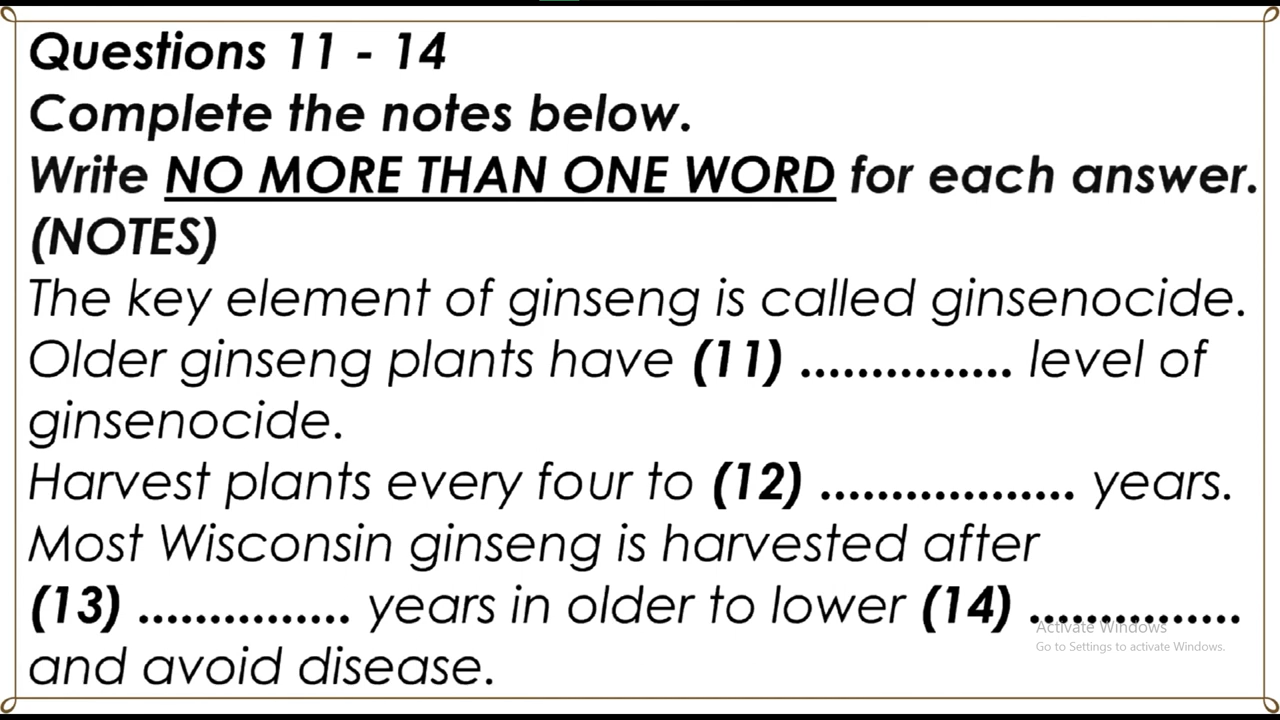 Questions 11 - 14
Complete the notes below.
Write NO MORE THAN ONE WORD for each answer.
(NOTES)
The key element of ginseng is called ginsenocide.
Older ginseng plants have (11) ............... level of
ginsenocide.
Harvest plants every four to (12) .................. years.
Most Wisconsin ginseng is harvested after
(13) ............... years in older to lower (14) ...............
and avoid disease.
Activate Windows
Go to Settings to activate Windows.